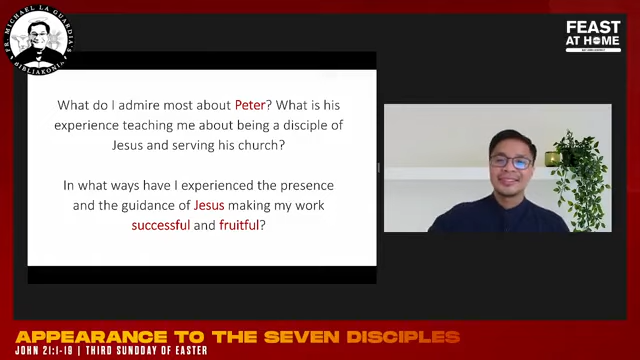 FR. MICHAEL LA GUARDIA'S
BIBLIAKONIA
FEAST
AT HOME
What do I admire most about Peter? What is his
experience teaching me about being a disciple of
Jesus and serving his church?
In what ways have I experienced the presence
and the guidance of Jesus making my work
successful and fruitful?
APPEARANCE TO THE SEVEN DISCIPLES
JOHN 21:1-19 | THIRD SUNDDAY OF EASTER